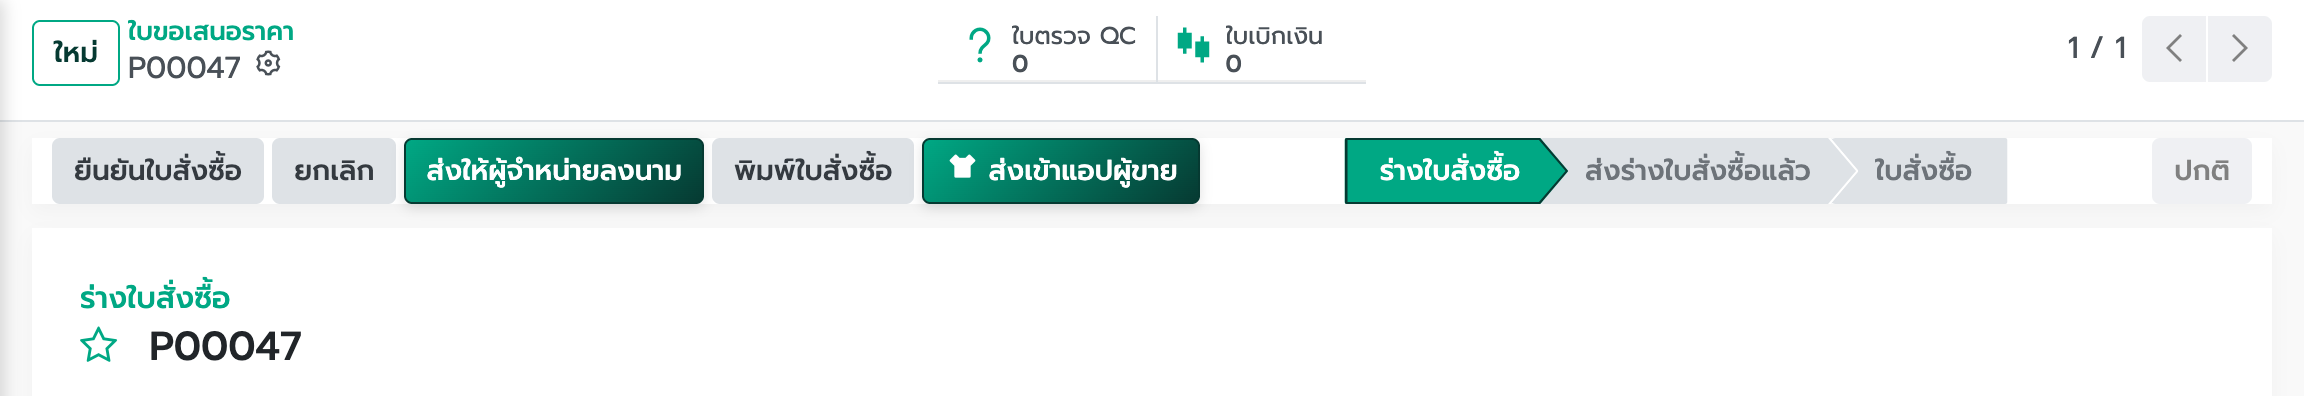 ใหม่
ใบขอเสนอราคา
P00047
ใบตรวจ QC
0
ใบเบิกเงิน
0
1 / 1
ยืนยันใบสั่งซื้อ
ยกเลิก
ส่งให้ผู้จำหน่ายลงนาม
พิมพ์ใบสั่งซื้อ
ส่งเข้าแอปผู้ขาย
ร่างใบสั่งซื้อ
ส่งร่างใบสั่งซื้อแล้ว
ใบสั่งซื้อ
ปกติ
ร่างใบสั่งซื้อ
P00047